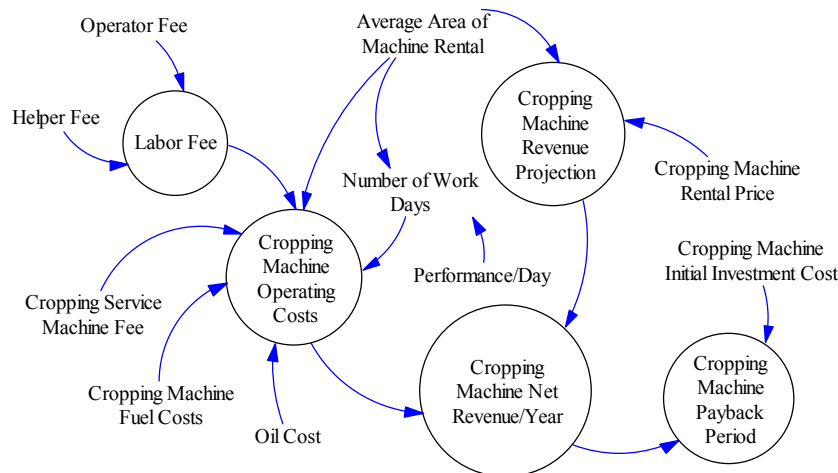 Operator Fee
Average Area of
Machine Rental
Helper Fee
Labor Fee
Cropping
Machine
Revenue
Projection
Number of Work
Days
Cropping Machine
Rental Price
Cropping
Machine
Operating
Costs
Performance/Day
Cropping Machine
Initial Investment Cost
Cropping Service
Machine Fee
Cropping Machine
Fuel Costs
Oil Cost
Cropping
Machine Net
Revenue/Year
Cropping
Machine
Payback
Period